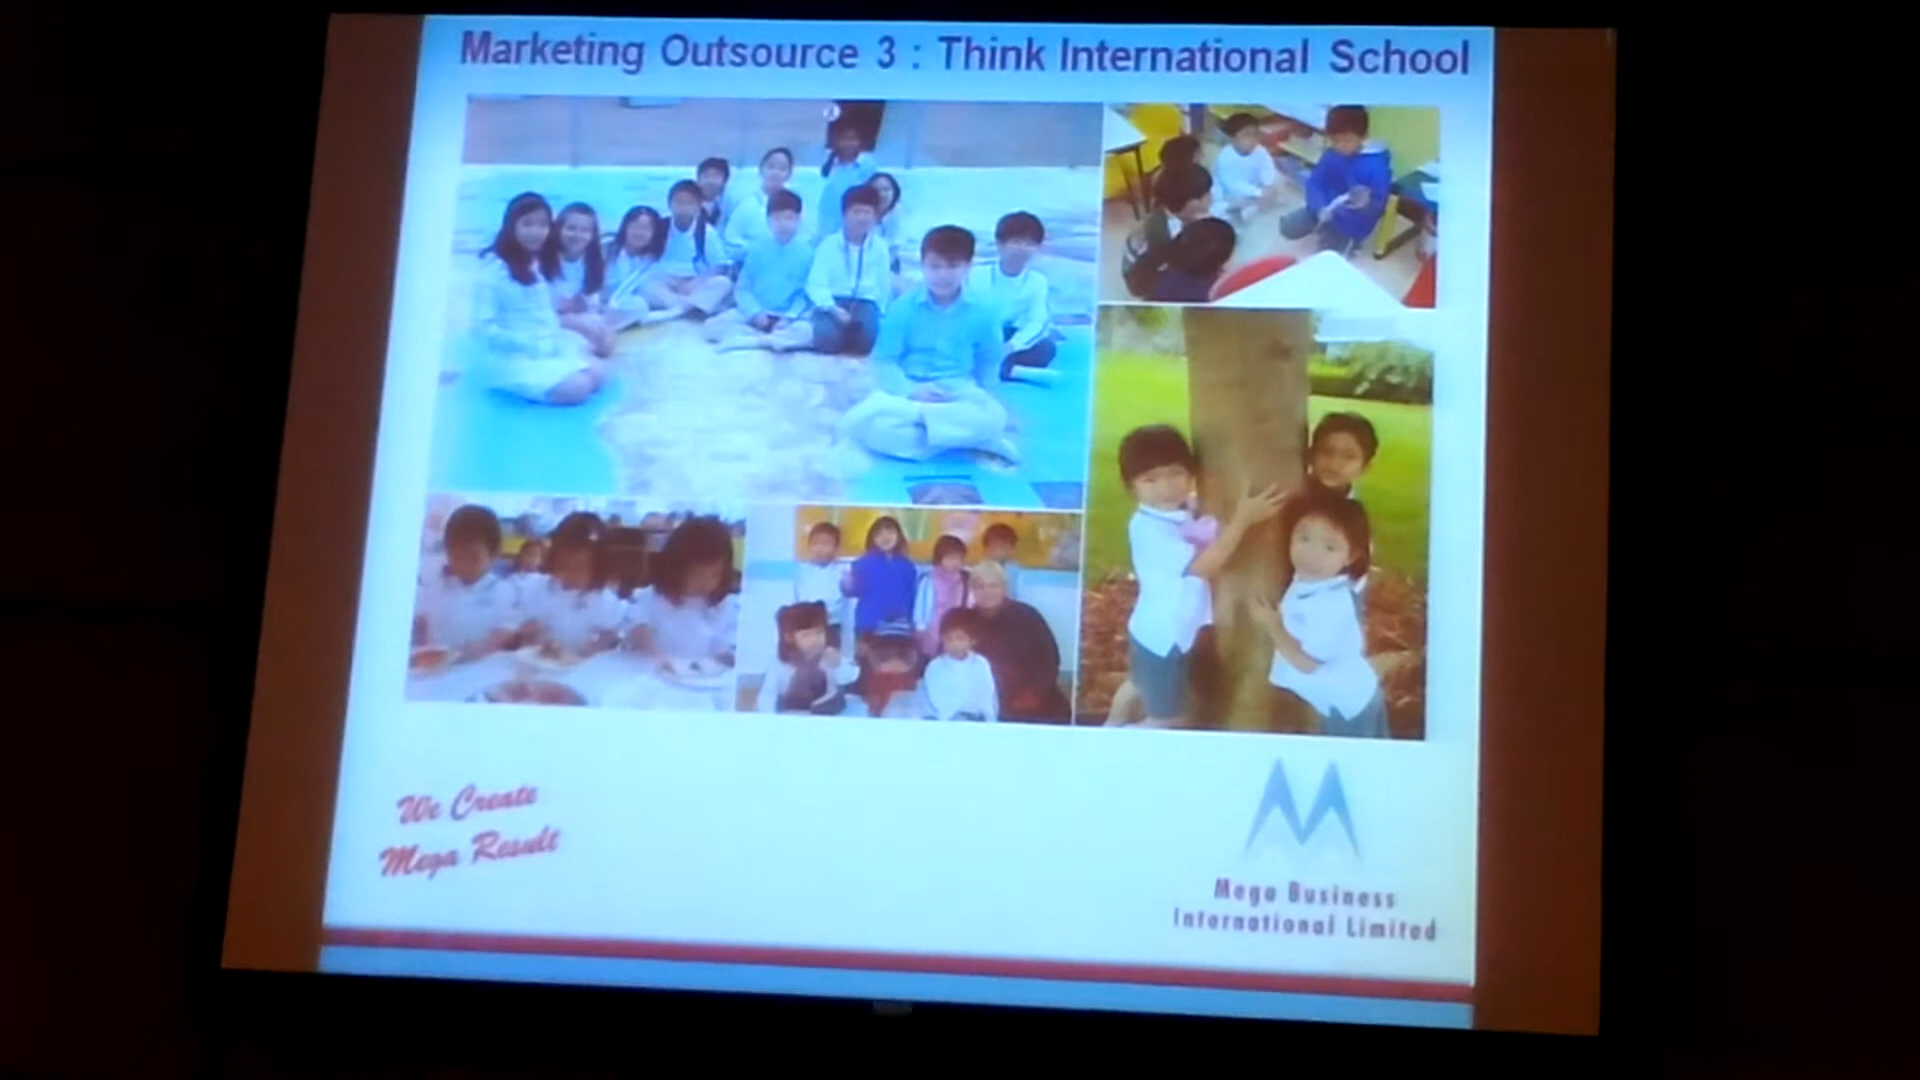 Marketing Outsource 3 : Think International School
We Create
Mega Result
Mega Business
International Limited